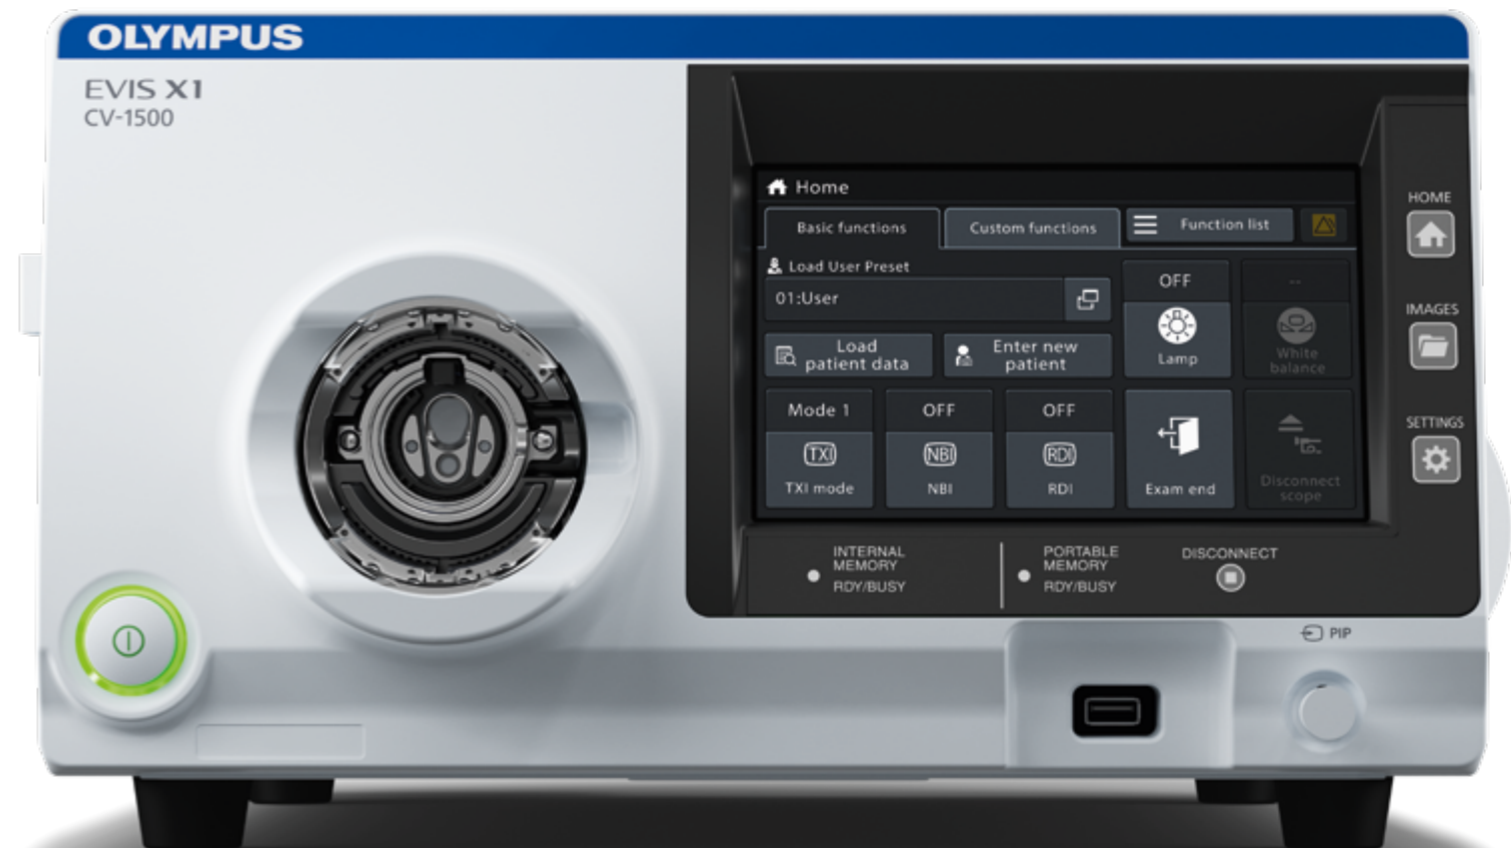 OLYMPUS
EVIS X1
CV-1500
Home
Basic functions
Custom functions
Function list
Load User Preset
01:User
Load
patient data
Enter new
patient
OFF
Lamp
--
White
balance
Mode 1
TXI
TXI mode
OFF
NBI
NBI
OFF
RDI
RDI
Exam end
Disconnect
scope
HOME
IMAGES
SETTINGS
INTERNAL
MEMORY
RDY/BUSY
PORTABLE
MEMORY
RDY/BUSY
DISCONNECT
PIP